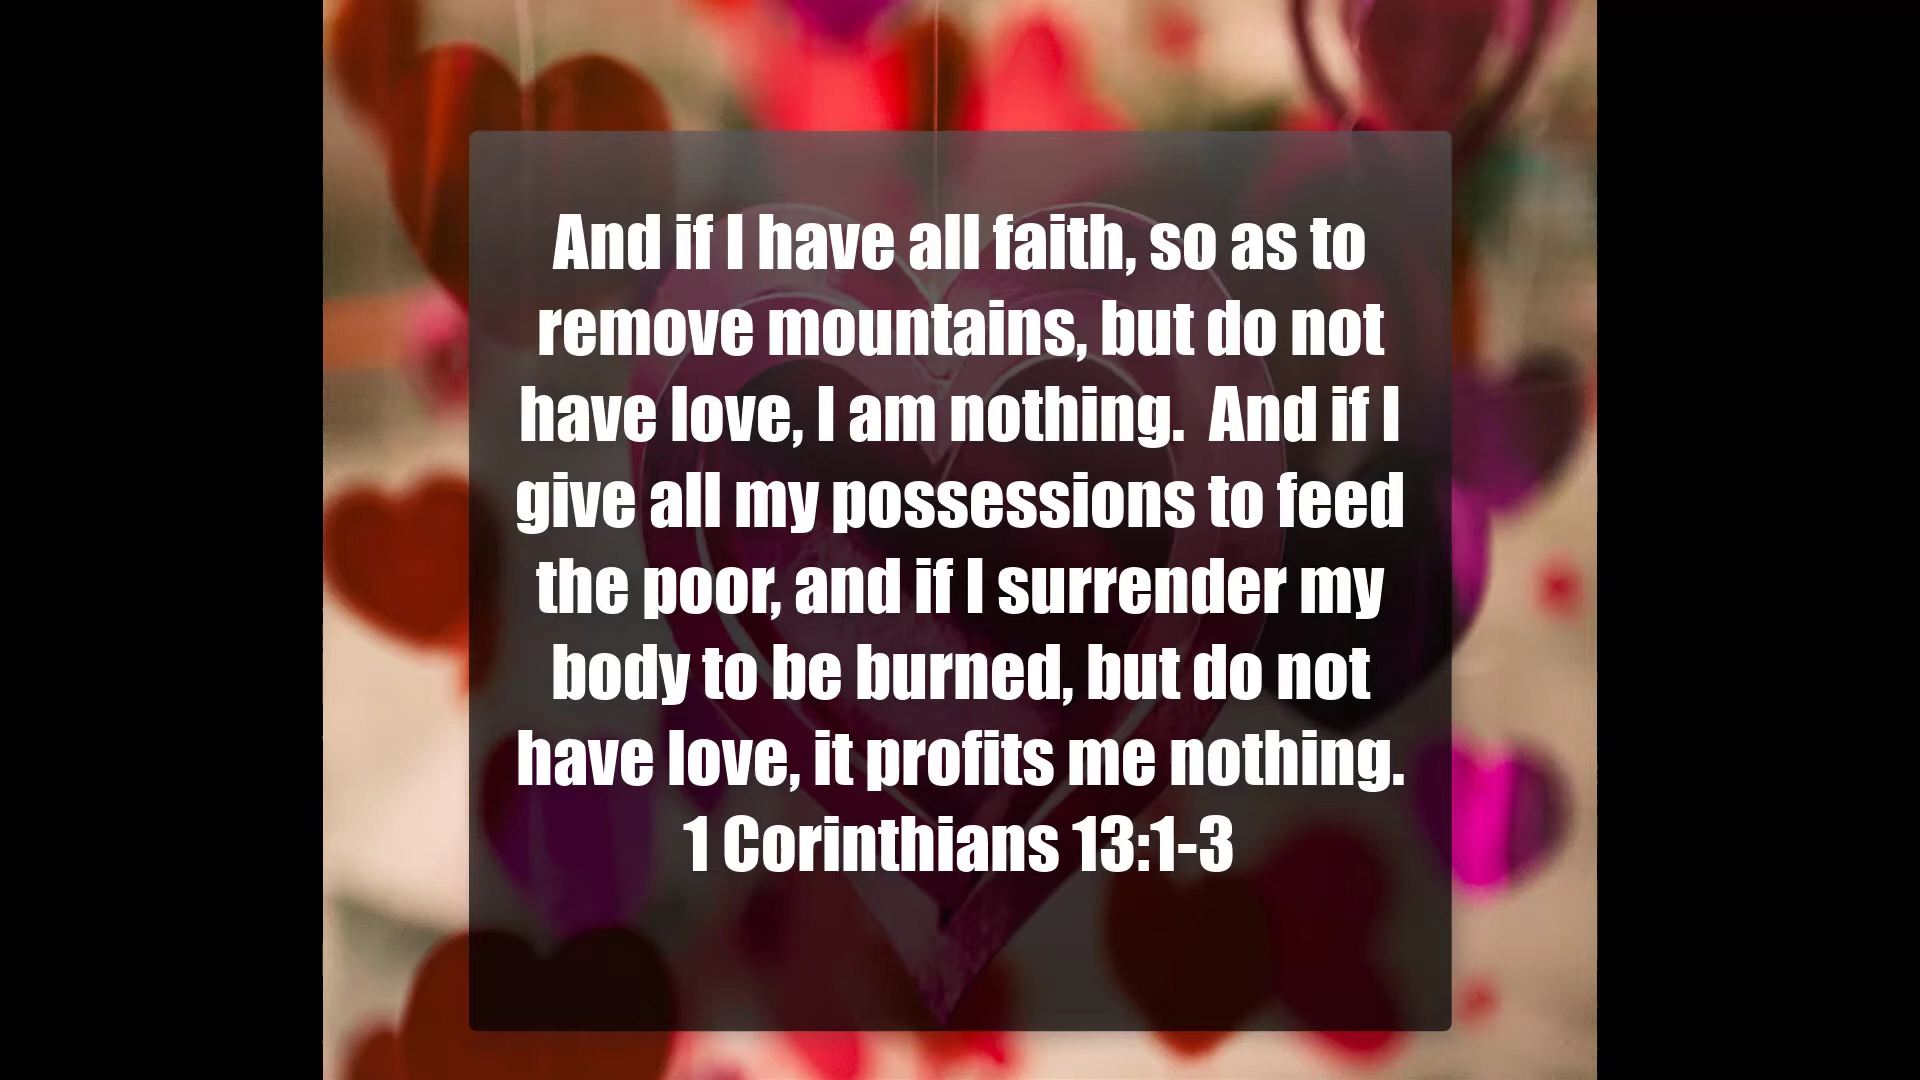 And if I have all faith, so as to
remove mountains, but do not
have love, I am nothing.  And if I
give all my possessions to feed
the poor, and if I surrender my
body to be burned, but do not
have love, it profits me nothing.
1 Corinthians 13:1-3